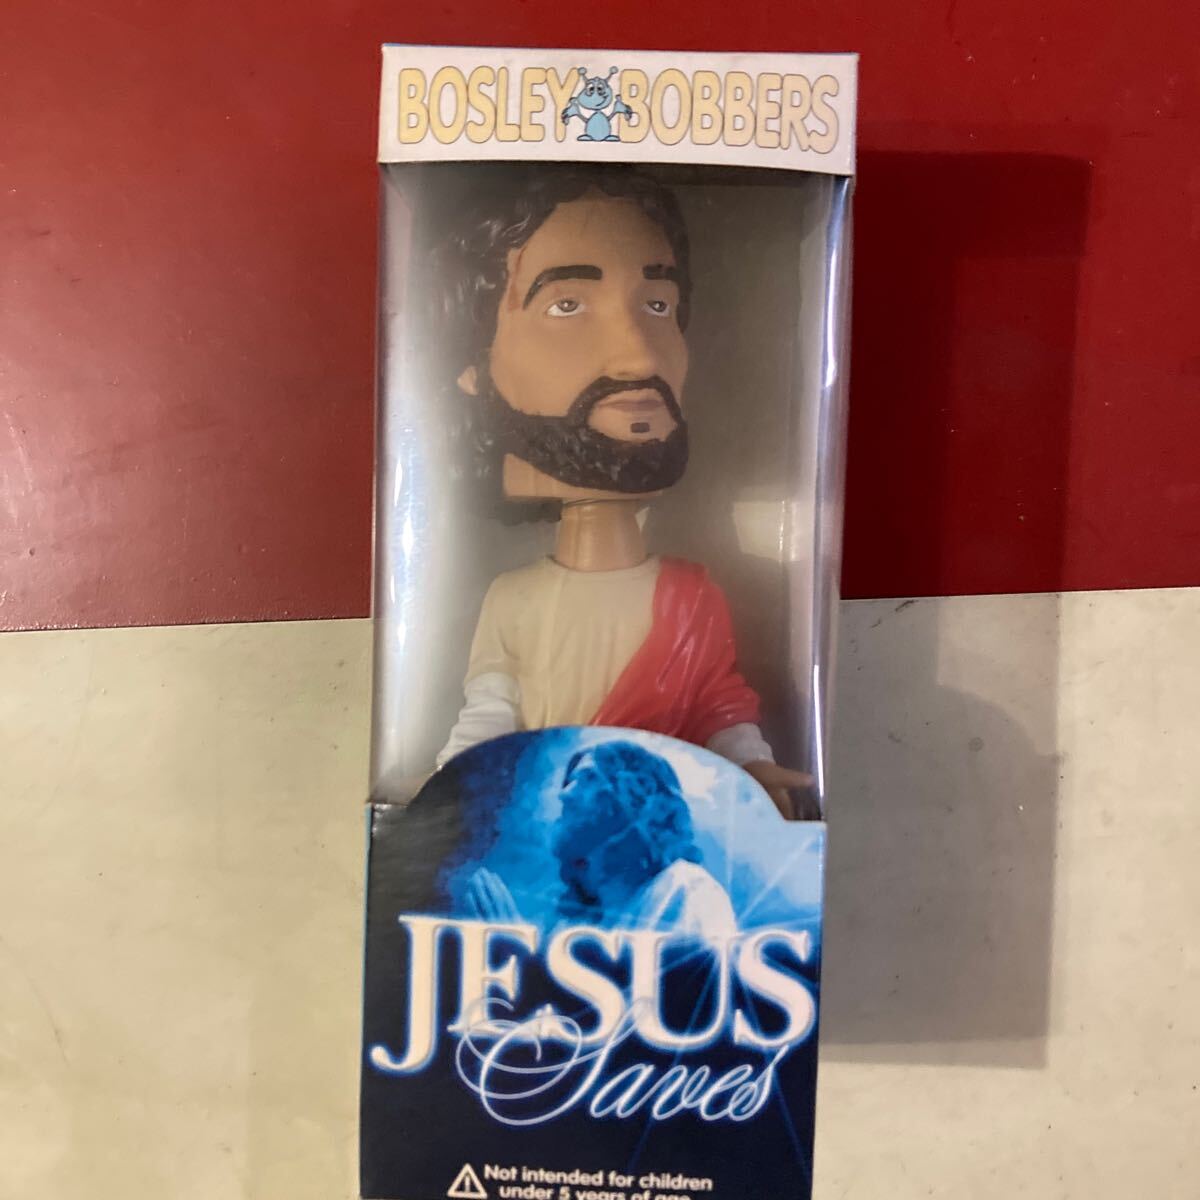 BOSLEY BOBBERS
JESUS
Saves
Not intended for children
under 5 years of age